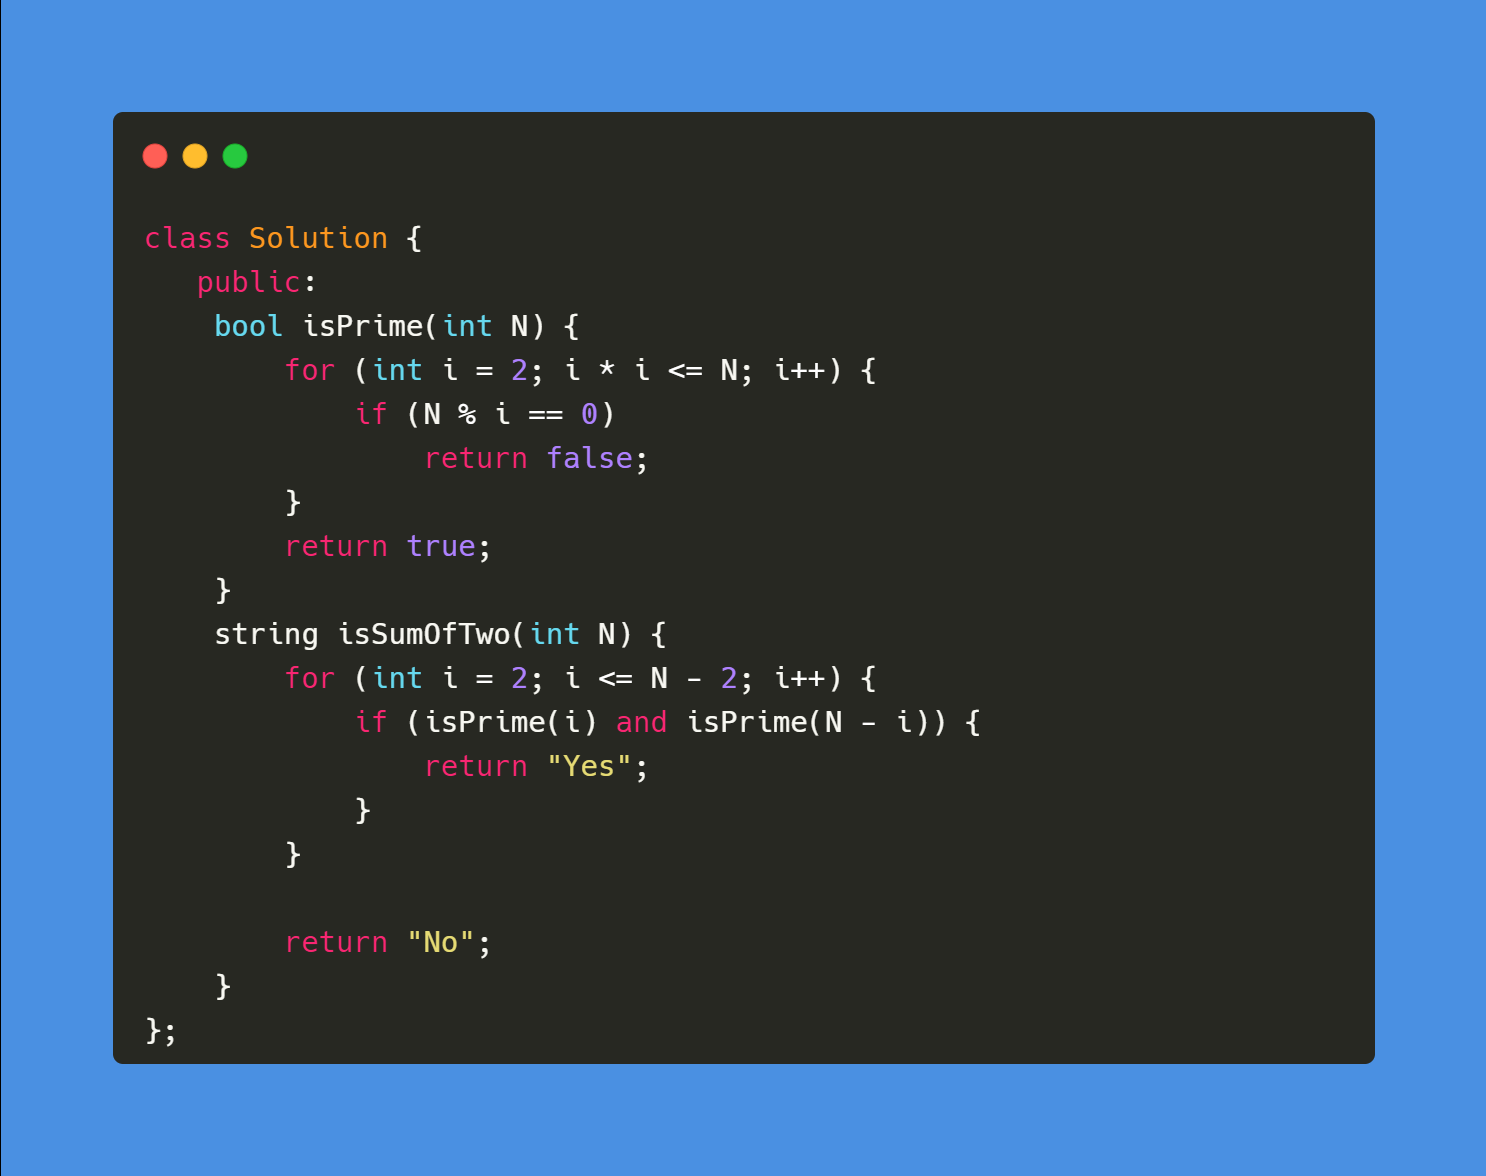 class Solution {
   public:
    bool isPrime(int N) {
        for (int i = 2; i * i <= N; i++) {
            if (N % i == 0)
                return false;
        }
        return true;
    }
    string isSumOfTwo(int N) {
        for (int i = 2; i <= N - 2; i++) {
            if (isPrime(i) and isPrime(N - i)) {
                return "Yes";
            }
        }

        return "No";
    }
};